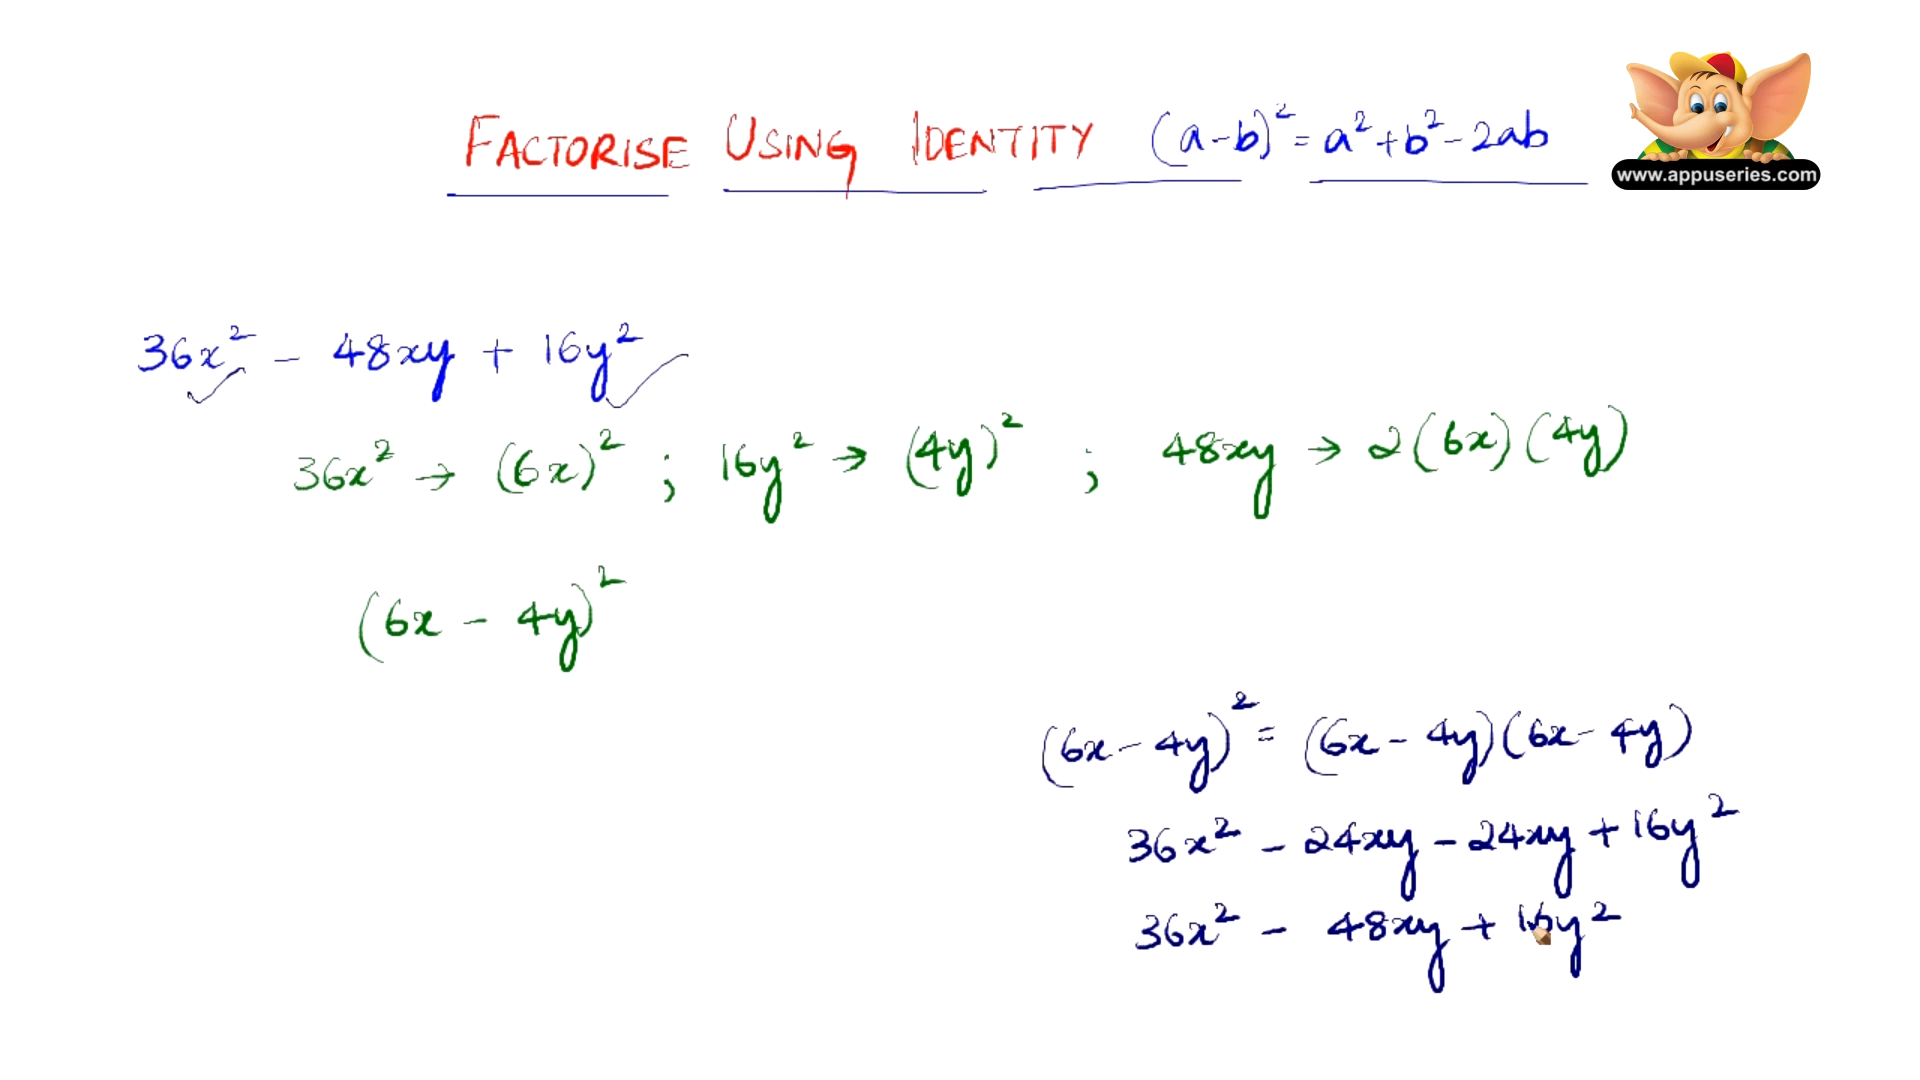 FACTORISE USING IDENTITY (a-b)² = a² + b² - 2ab
www.appuseries.com
36x² - 48xy + 16y²
36x² → (6x)² ; 16y² → (4y)² ; 48xy → 2(6x)(4y)
(6x - 4y)²
(6x - 4y)² = (6x - 4y)(6x - 4y)
36x² - 24xy - 24xy + 16y²
36x² - 48xy + 16y²